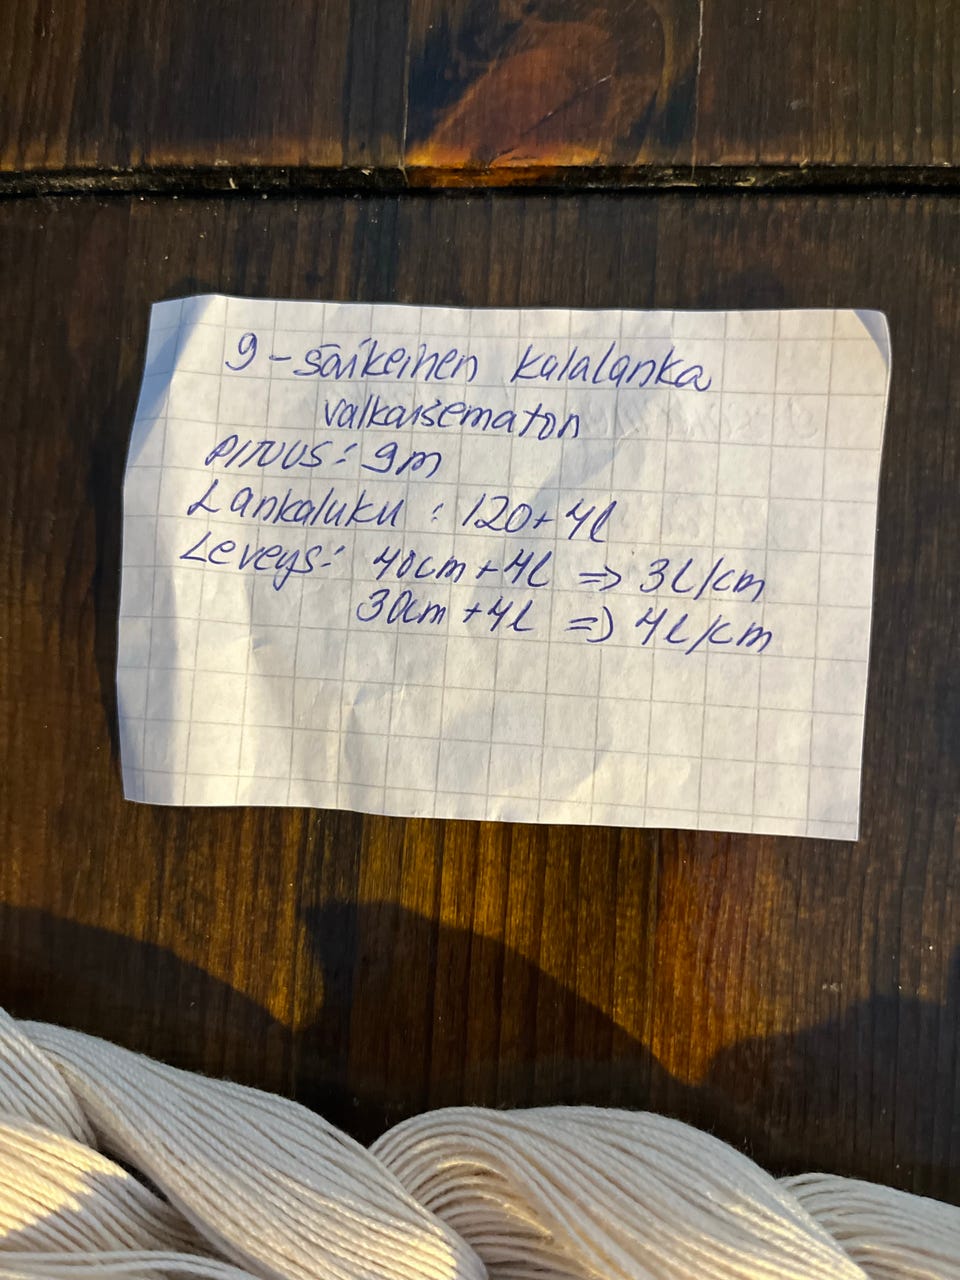 9-säikeinen kalalanka
valkaisematon
PITUUS: 9m
Lankaluku : 120+4l
Leveys: 40cm+4l => 3l/cm
30cm+4l => 4l/cm